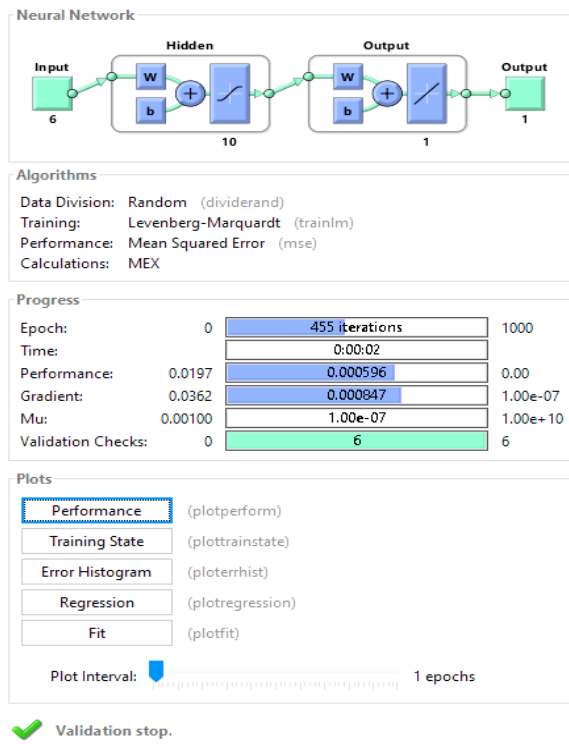 Neural Network
Hidden Output
Input Output
W W
b b
6 10 1 1
Algorithms
Data Division: Random (dividerand)
Training: Levenberg-Marquardt (trainlm)
Performance: Mean Squared Error (mse)
Calculations: MEX
Progress
Epoch: 0 455 iterations 1000
Time: 0:00:02
Performance: 0.0197 0.000596 0.00
Gradient: 0.0362 0.000847 1.00e-07
Mu: 0.00100 1.00e-07 1.00e+10
Validation Checks: 0 6 6
Plots
Performance (plotperform)
Training State (plottrainstate)
Error Histogram (ploterrhist)
Regression (plotregression)
Fit (plotfit)
Plot Interval: 1 epochs
Validation stop.